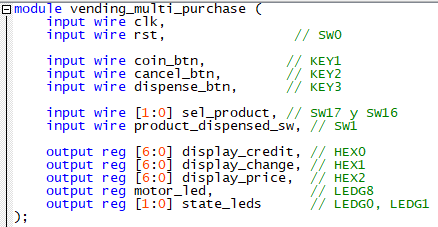 module vending_multi_purchase (
input wire clk,
input wire rst, // SW0
input wire coin_btn, // KEY1
input wire cancel_btn, // KEY2
input wire dispense_btn, // KEY3
input wire [1:0] sel_product, // SW17 y SW16
input wire product_dispensed_sw, // SW1
output reg [6:0] display_credit, // HEX0
output reg [6:0] display_change, // HEX1
output reg [6:0] display_price, // HEX2
output reg motor_led, // LEDG8
output reg [1:0] state_leds // LEDG0, LEDG1
);